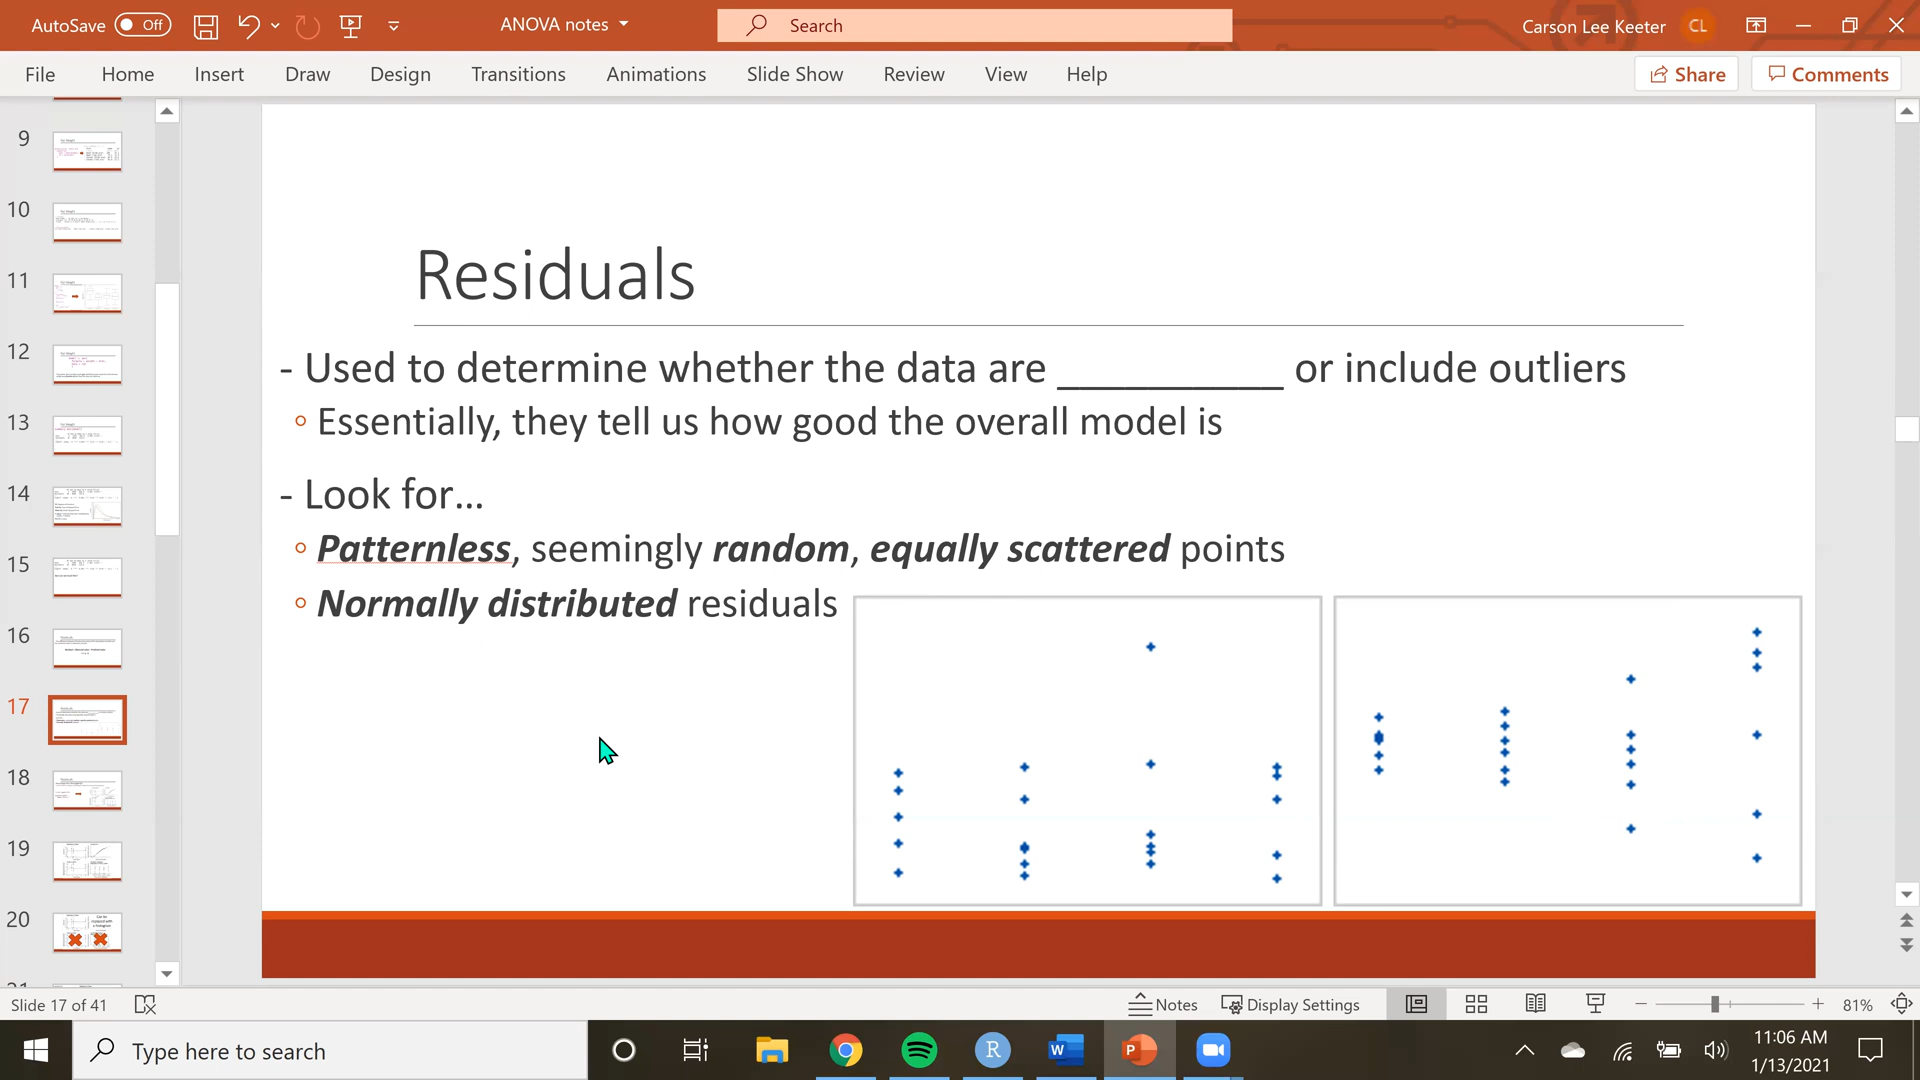 AutoSave Off
ANOVA notes
Search
Carson Lee Keeter
CL
File Home Insert Draw Design Transitions Animations Slide Show Review View Help
Share
Comments
9
10
11
12
13
14
15
16
17
18
19
20
Residuals
- Used to determine whether the data are __________ or include outliers
Essentially, they tell us how good the overall model is
- Look for...
Patternless, seemingly random, equally scattered points
Normally distributed residuals
Slide 17 of 41
Notes
Display Settings
81%
Type here to search
11:06 AM
1/13/2021